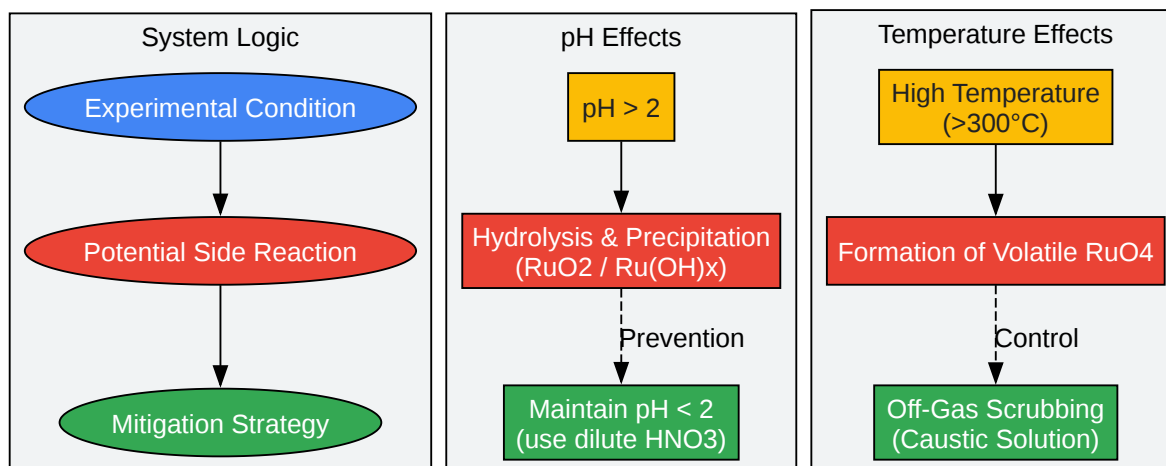 System Logic
Experimental Condition
Potential Side Reaction
Mitigation Strategy
pH Effects
pH > 2
Hydrolysis & Precipitation
(RuO2 / Ru(OH)x)
Prevention
Maintain pH < 2
(use dilute HNO3)
Temperature Effects
High Temperature
(>300°C)
Formation of Volatile RuO4
Control
Off-Gas Scrubbing
(Caustic Solution)